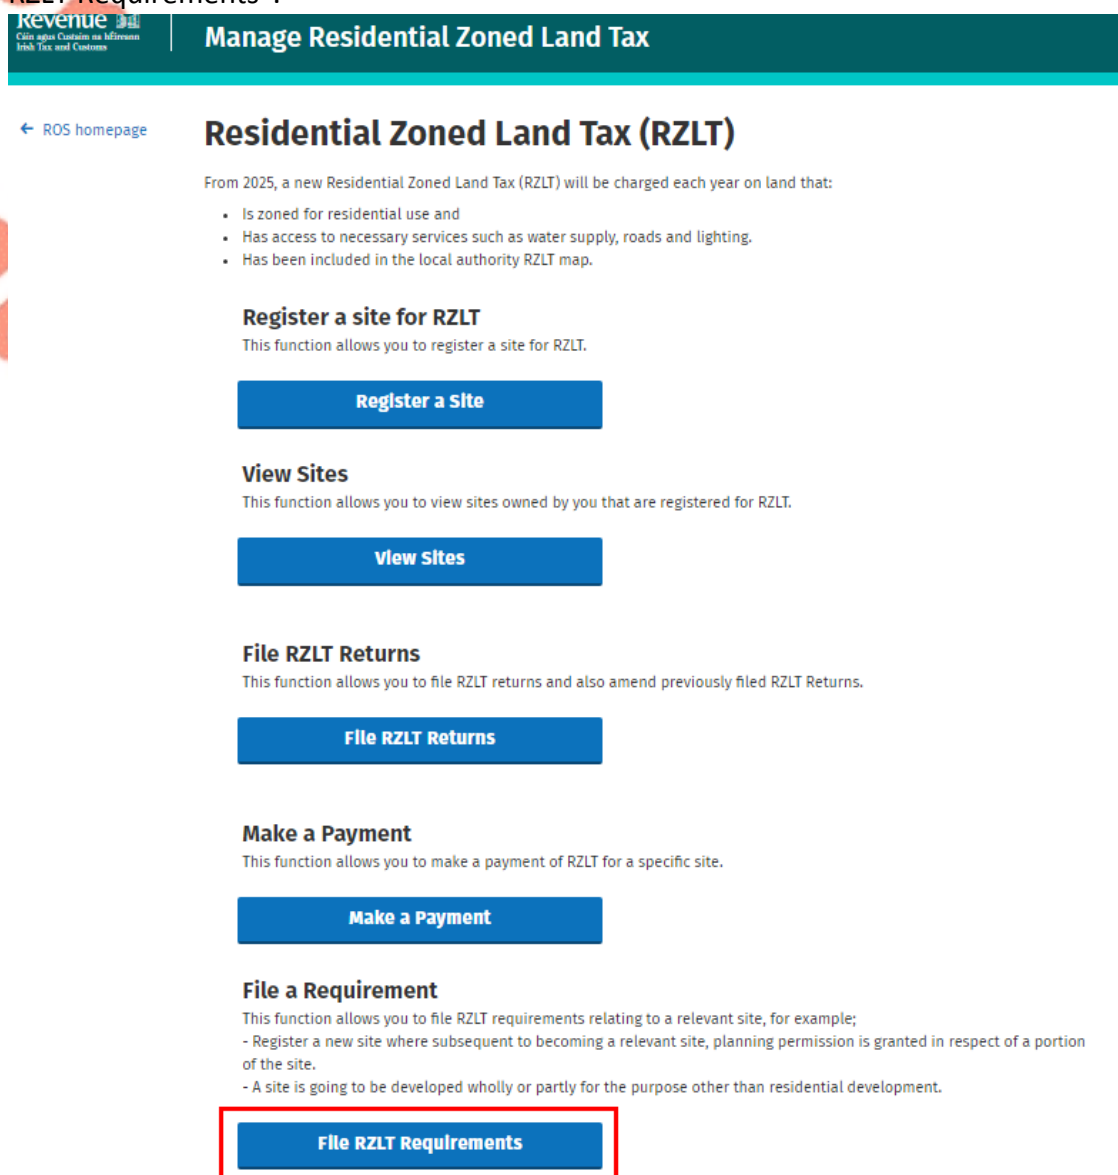 RZLT Requirements".
Revenue
Cáin agus Custaim na hÉireann
Irish Tax and Customs
Manage Residential Zoned Land Tax
← ROS homepage
Residential Zoned Land Tax (RZLT)
From 2025, a new Residential Zoned Land Tax (RZLT) will be charged each year on land that:
• Is zoned for residential use and
• Has access to necessary services such as water supply, roads and lighting.
• Has been included in the local authority RZLT map.
Register a site for RZLT
This function allows you to register a site for RZLT.
Register a Site
View Sites
This function allows you to view sites owned by you that are registered for RZLT.
View Sites
File RZLT Returns
This function allows you to file RZLT returns and also amend previously filed RZLT Returns.
File RZLT Returns
Make a Payment
This function allows you to make a payment of RZLT for a specific site.
Make a Payment
File a Requirement
This function allows you to file RZLT requirements relating to a relevant site, for example;
- Register a new site where subsequent to becoming a relevant site, planning permission is granted in respect of a portion
of the site.
- A site is going to be developed wholly or partly for the purpose other than residential development.
File RZLT Requirements